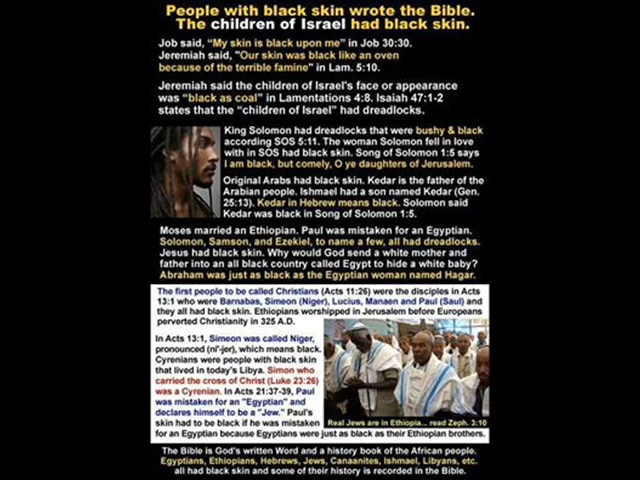 People with black skin wrote the Bible.
The children of Israel had black skin.
Job said, “My skin is black upon me” in Job 30:30.
Jeremiah said, "Our skin was black like an oven
because of the terrible famine" in Lam. 5:10.
Jeremiah said the children of Israel's face or appearance
was “black as coal” in Lamentations 4:8. Isaiah 47:1-2
states that the “children of Israel” had dreadlocks.
King Solomon had dreadlocks that were bushy & black
according SOS 5:11. The woman Solomon fell in love
with in SOS had black skin. Song of Solomon 1:5 says
I am black, but comely, O ye daughters of Jerusalem.
Original Arabs had black skin. Kedar is the father of the
Arabian people. Ishmael had a son named Kedar (Gen.
25:13). Kedar in Hebrew means black. Solomon said
Kedar was black in Song of Solomon 1:5.
Moses married an Ethiopian. Paul was mistaken for an Egyptian.
Solomon, Samson, and Ezekiel, to name a few, all had dreadlocks.
Jesus had black skin. Why would God send a white mother and
father into an all black country called Egypt to hide a white baby?
Abraham was just as black as the Egyptian woman named Hagar.
The first people to be called Christians (Acts 11:26) were the disciples in Acts
13:1 who were Barnabas, Simeon (Niger), Lucius, Manaen and Paul (Saul) and
they all had black skin. Ethiopians worshipped in Jerusalem before Europeans
perverted Christianity in 325 A.D.
In Acts 13:1, Simeon was called Niger,
pronounced (ni'-jer), which means black.
Cyrenians were people with black skin
that lived in today's Libya. Simon who
carried the cross of Christ (Luke 23:26)
was a Cyrenian. In Acts 21:37-39, Paul
was mistaken for an "Egyptian" and
declares himself to be a "Jew." Paul's
skin had to be black if he was mistaken
for an Egyptian because Egyptians were just as black as their Ethiopian brothers.
Real Jews are in Ethiopia... read Zeph. 3:10
The Bible is God's written Word and a history book of the African people.
Egyptians, Ethiopians, Hebrews, Jews, Canaanites, Ishmael, Libyans, etc.
all had black skin and some of their history is recorded in the Bible.